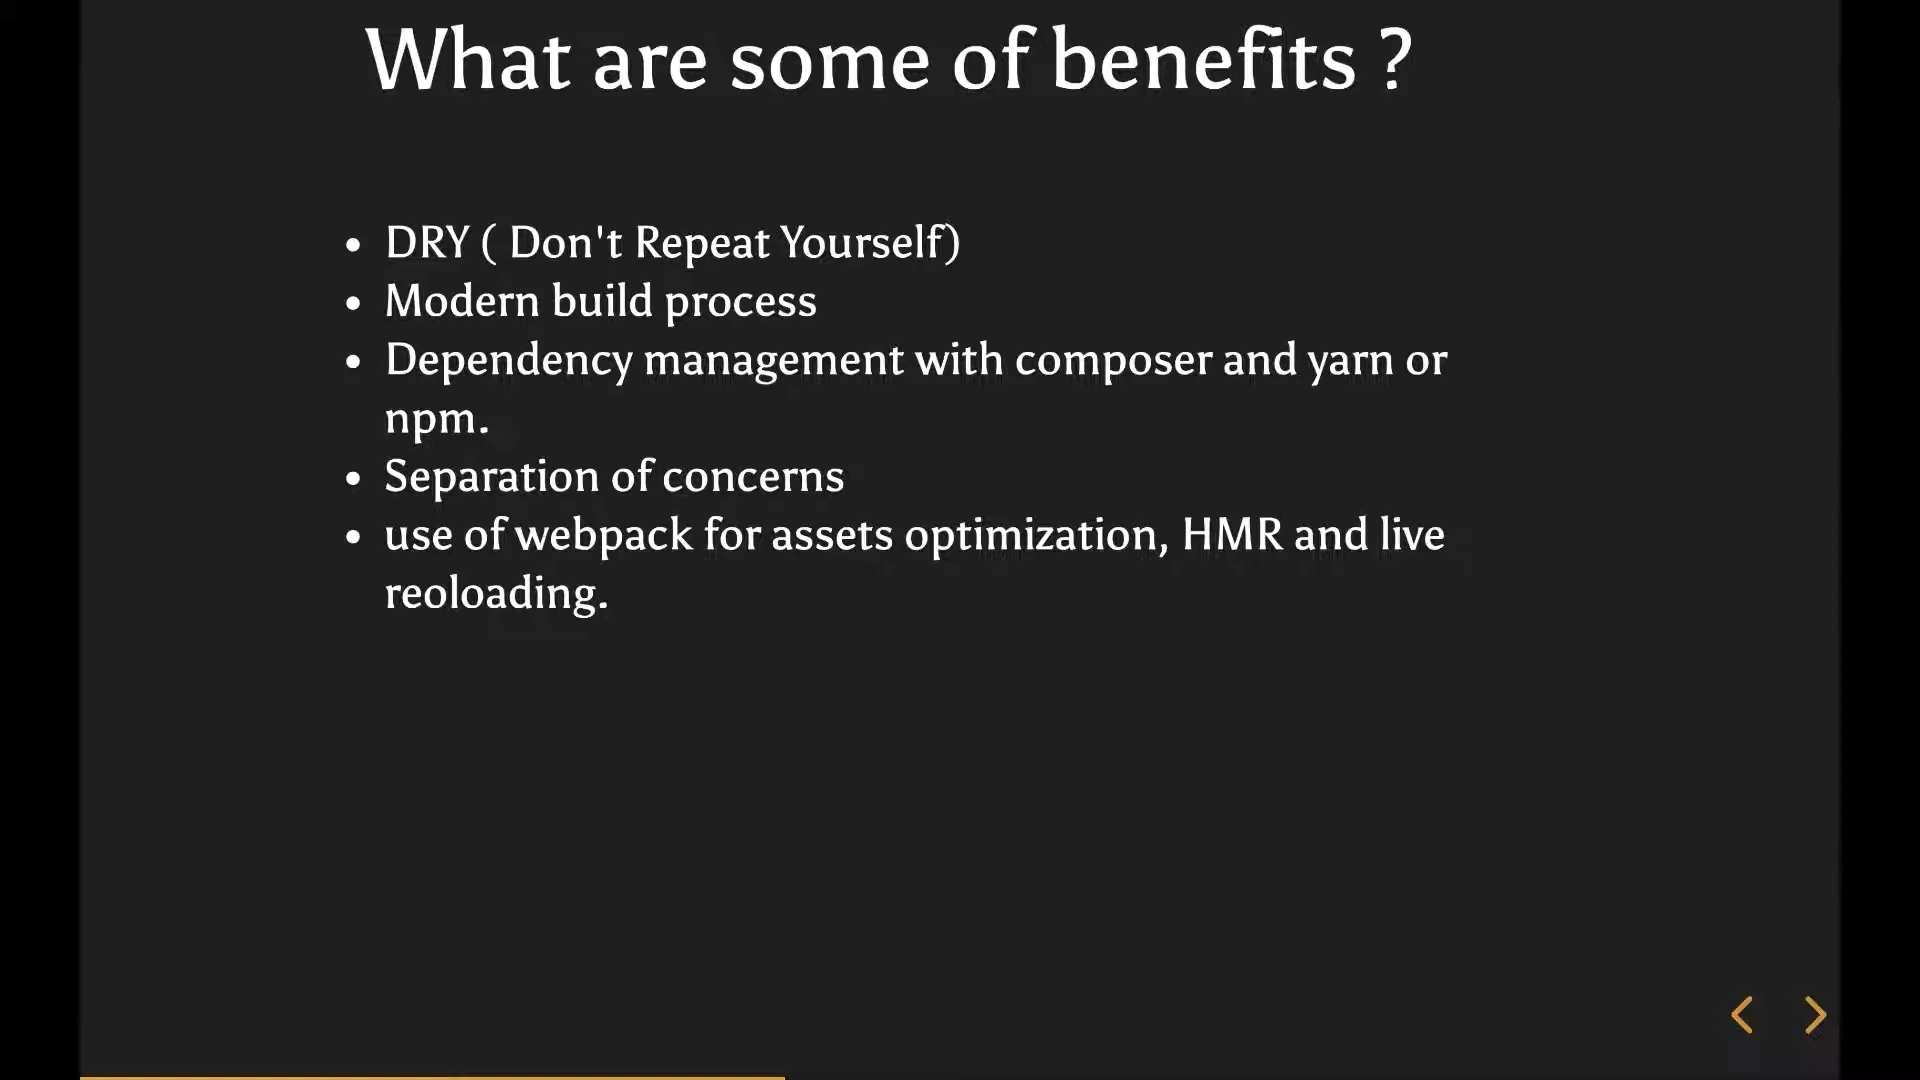 What are some of benefits ?
• DRY ( Don't Repeat Yourself)
• Modern build process
• Dependency management with composer and yarn or
npm.
• Separation of concerns
• use of webpack for assets optimization, HMR and live
reoloading.